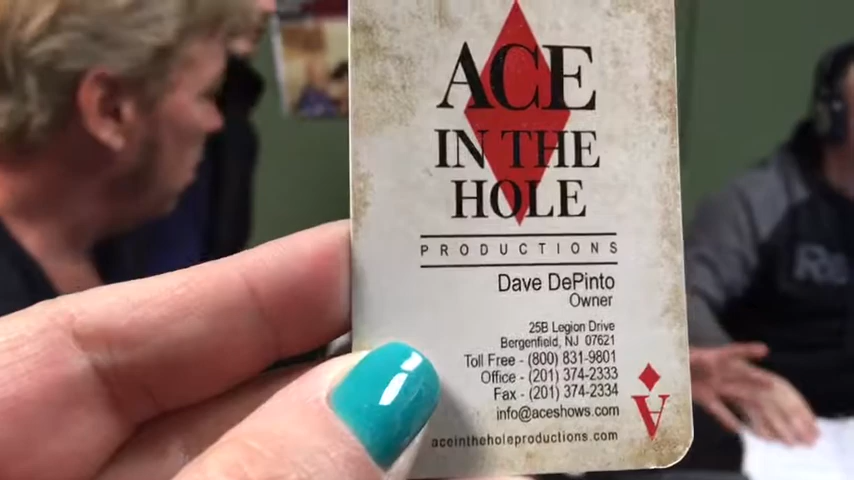 ACE
IN THE
HOLE
PRODUCTIONS
Dave DePinto
Owner
25B Legion Drive
Bergenfield, NJ 07621
Toll Free - (800) 831-9814
Office - (201) 374-2333
Fax - (201) 374-2334
info@aceshows.com
aceintheholeproductions.com
A